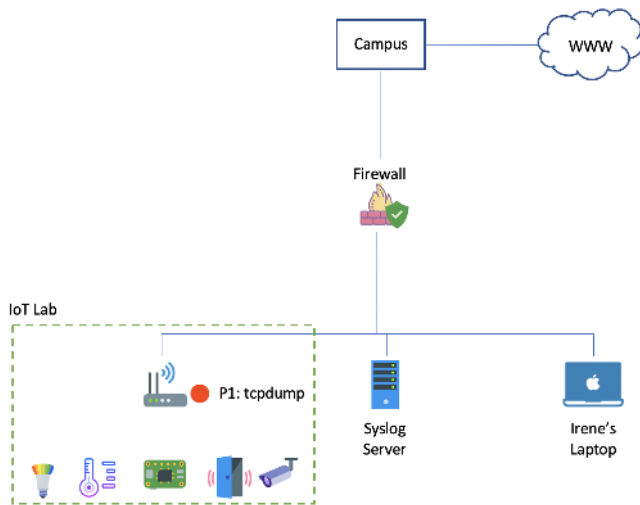 Campus
WWW
Firewall
IoT Lab
P1: tcpdump
Syslog
Server
Irene's
Laptop